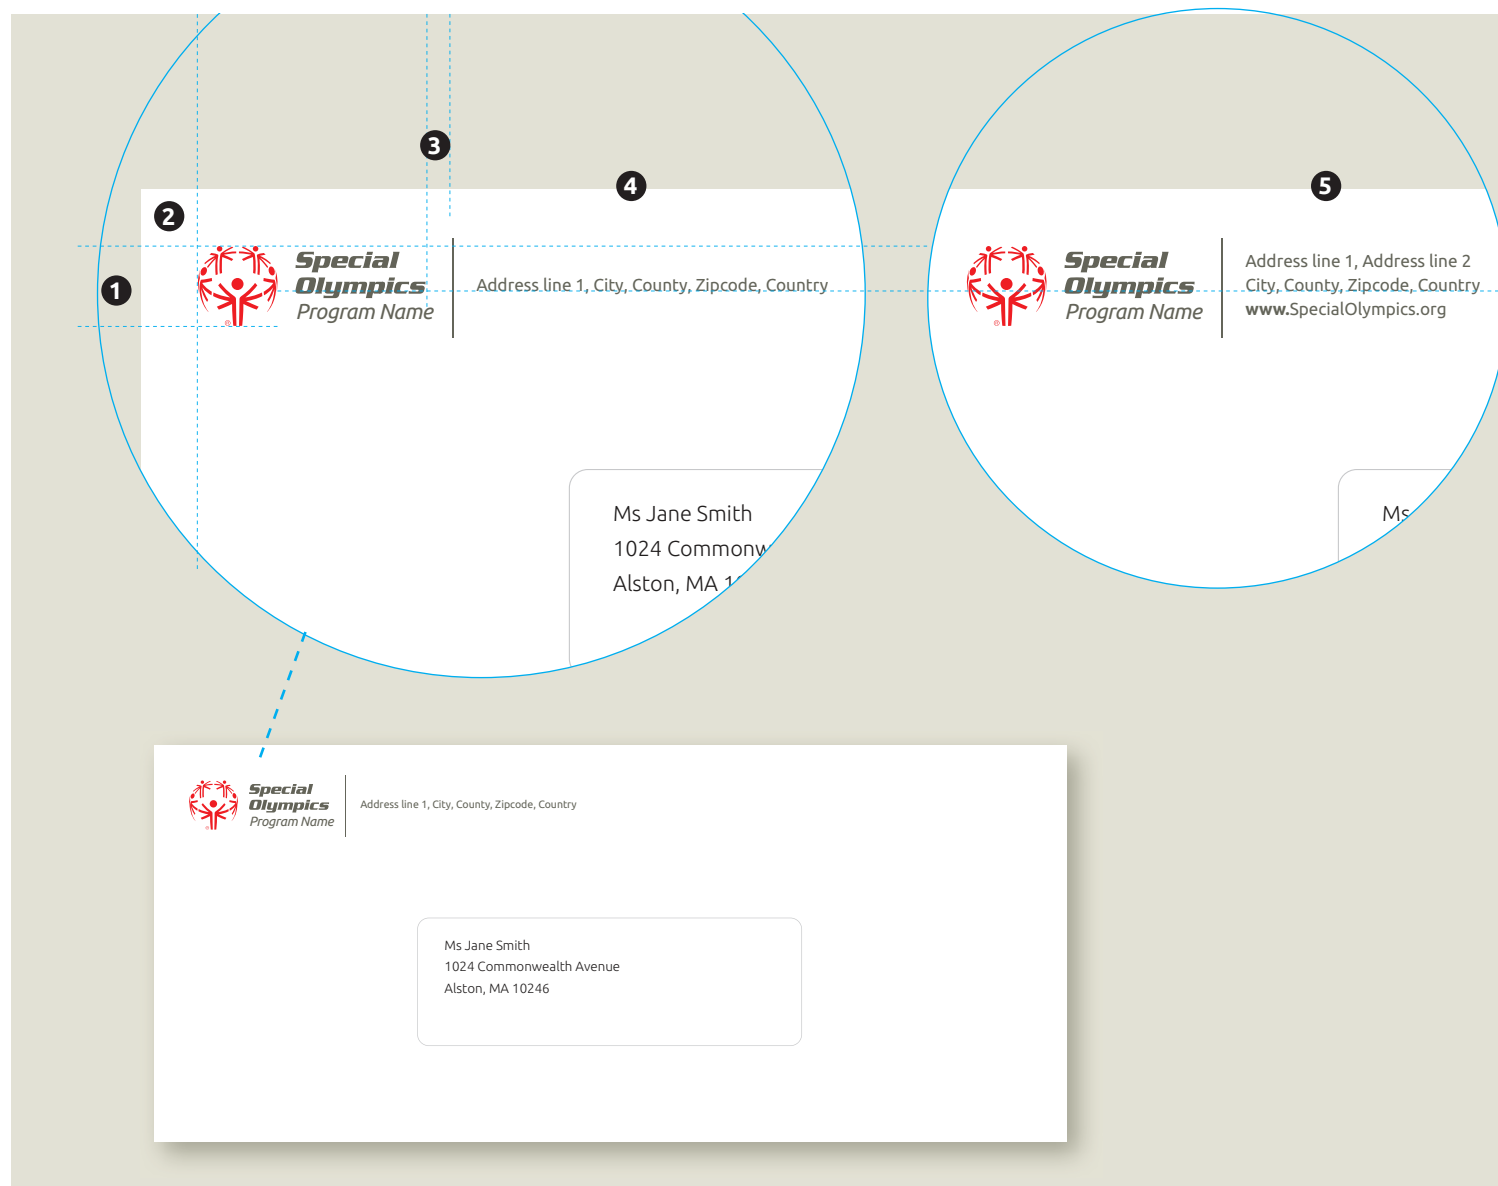 3
4
5
2
1
Special
Olympics
Program Name
Address line 1, City, County, Zipcode, Country
®
Special
Olympics
Program Name
Address line 1, Address line 2
City, County, Zipcode, Country
www.SpecialOlympics.org
®
Ms Jane Smith
1024 Commonw
Alston, MA 1
Ms
Special
Olympics
Program Name
Address line 1, City, County, Zipcode, Country
®
Ms Jane Smith
1024 Commonwealth Avenue
Alston, MA 10246